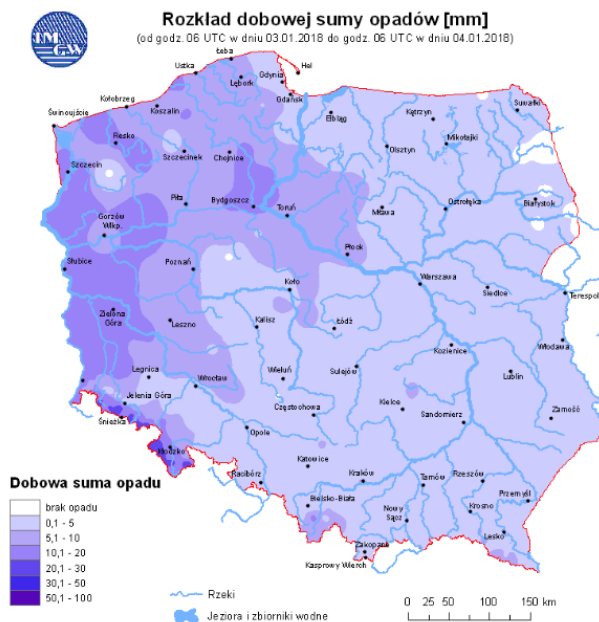 IM
GW
Rozkład dobowej sumy opadów [mm]
(od godz. 06 UTC w dniu 03.01.2018 do godz. 06 UTC w dniu 04.01.2018)
Łeba
Ustka
Hel
Gdynia
Lębork
Gdańsk
Kołobrzeg
Koszalin
Świnoujście
Suwałki
Elbląg
Kętrzyn
Resko
Mikołajki
Szczecinek
Chojnice
Olsztyn
Szczecin
Piła
Bydgoszcz
Toruń
Mława
Ostrołęka
Białystok
Gorzów
Wlkp.
Płock
Słubice
Poznań
Warszawa
Koło
Siedlce
Terespol
Zielona
Góra
Leszno
Kalisz
Łódź
Kozienice
Włodawa
Legnica
Wieluń
Sulejów
Lublin
Wrocław
Jelenia Góra
Kielce
Śnieżka
Częstochowa
Sandomierz
Zamość
Opole
Kłodzko
Katowice
Racibórz
Kraków
Tarnów
Rzeszów
Przemyśl
Bielsko-Biała
Nowy
Sącz
Krosno
Lesko
Zakopane
Kasprowy Wierch
Dobowa suma opadu
brak opadu
0,1 - 5
5,1 - 10
10,1 - 20
20,1 - 30
30,1 - 50
50,1 - 100
Rzeki
Jeziora i zbiorniki wodne
0 25 50 100 150 km